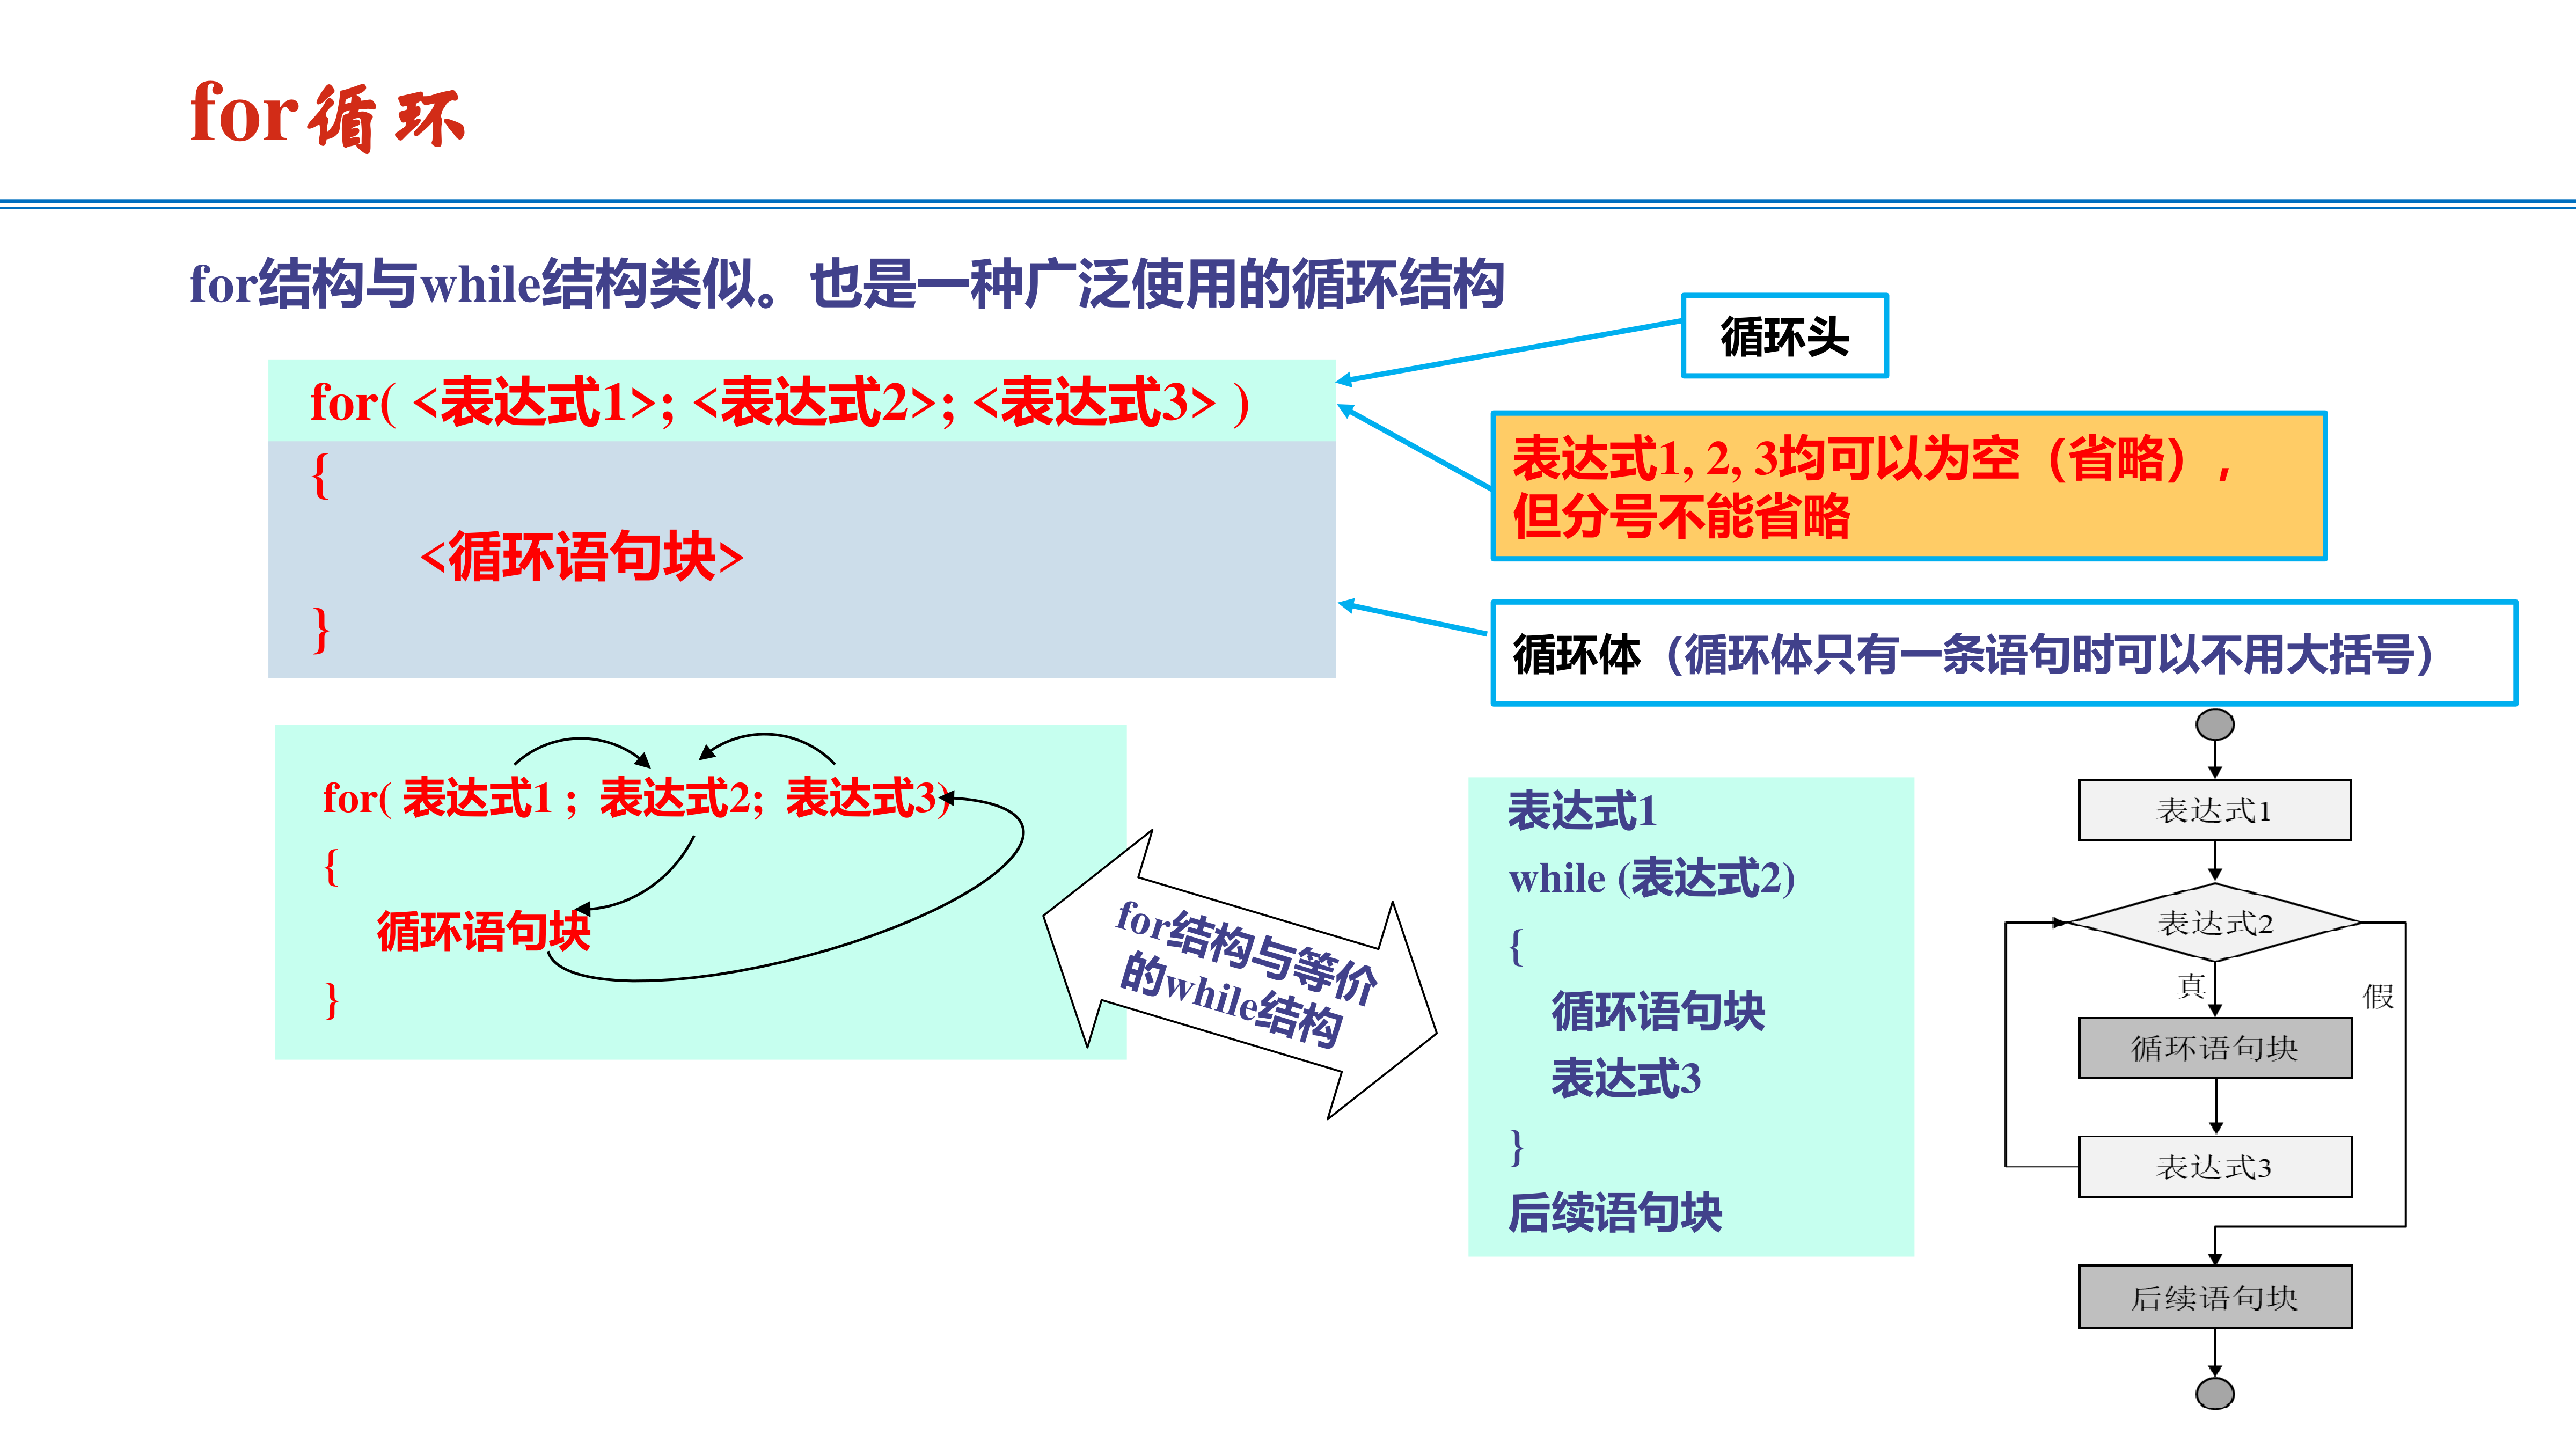 for循环
for结构与while结构类似。也是一种广泛使用的循环结构
循环头
for( <表达式1>; <表达式2>; <表达式3> )
{
<循环语句块>
}
表达式1, 2, 3均可以为空（省略）,
但分号不能省略
循环体（循环体只有一条语句时可以不用大括号）
for( 表达式1 ; 表达式2; 表达式3)
{
循环语句块
}
for结构与等价
的while结构
表达式1
while (表达式2)
{
循环语句块
表达式3
}
后续语句块
表达式1
表达式2
真
假
循环语句块
表达式3
后续语句块